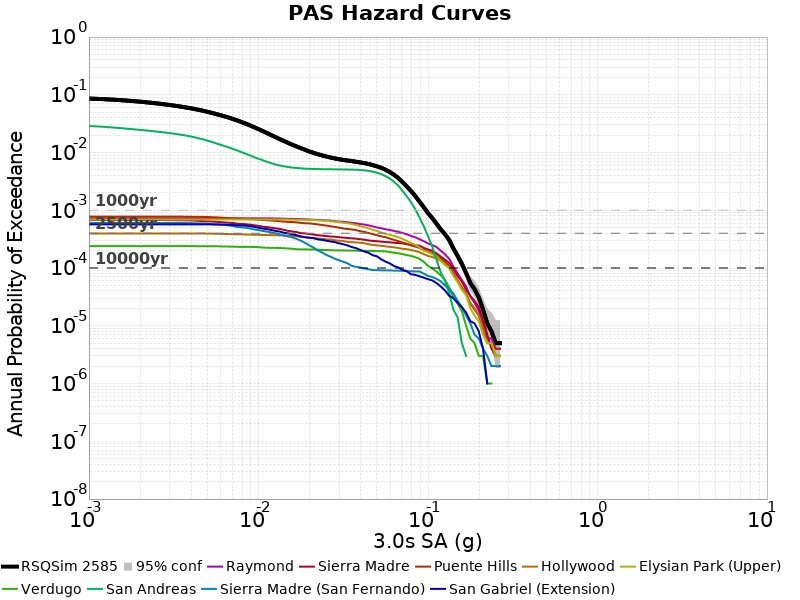 PAS Hazard Curves
Annual Probability of Exceedance
10^0
10^-1
10^-2
10^-3
10^-4
10^-5
10^-6
10^-7
10^-8
1000yr
2500yr
10000yr
10^-3 10^-2 10^-1 10^0 10^1
3.0s SA (g)
RSQSim 2585 95% conf Raymond Sierra Madre Puente Hills Hollywood Elysian Park (Upper)
Verdugo San Andreas Sierra Madre (San Fernando) San Gabriel (Extension)